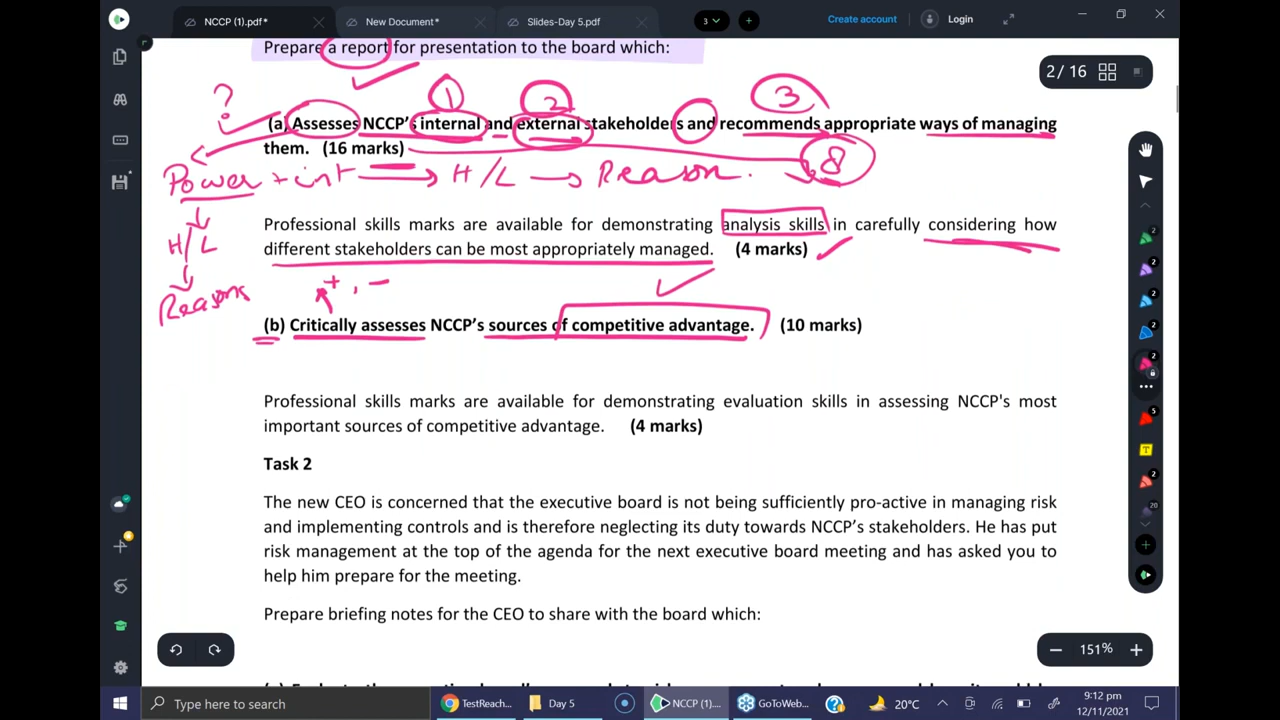 NCCP (1).pdf*
New Document*
Slides-Day 5.pdf
3
Create account
Login
Prepare a report for presentation to the board which:
2 / 16
?
1
2
3
(a) Assesses NCCP's internal and external stakeholders and recommends appropriate ways of managing
them. (16 marks)
8
Power + int → H/L → Reason.
Professional skills marks are available for demonstrating analysis skills in carefully considering how
different stakeholders can be most appropriately managed. (4 marks)
H/L
Reasons
+, -
(b) Critically assesses NCCP's sources of competitive advantage. (10 marks)
Professional skills marks are available for demonstrating evaluation skills in assessing NCCP's most
important sources of competitive advantage. (4 marks)
Task 2
The new CEO is concerned that the executive board is not being sufficiently pro-active in managing risk
and implementing controls and is therefore neglecting its duty towards NCCP's stakeholders. He has put
risk management at the top of the agenda for the next executive board meeting and has asked you to
help him prepare for the meeting.
Prepare briefing notes for the CEO to share with the board which:
2
2
2
2
2
5
T
2
20
151%
Type here to search
TestReach...
Day 5
NCCP (1)....
GoToWeb...
20°C
9:12 pm
12/11/2021